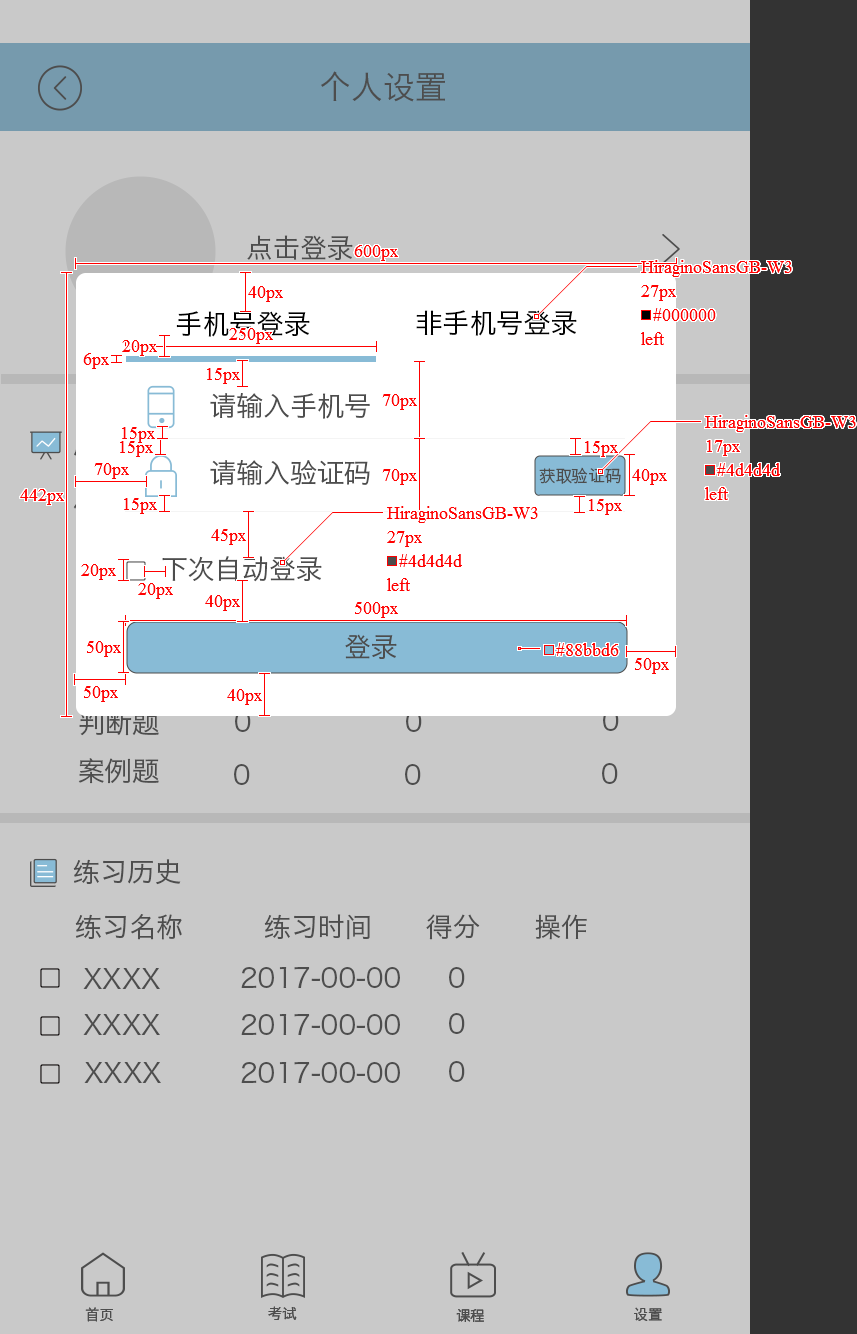 个人设置
点击登录
600px
HiraginoSansGB-W3
27px
#000000
left
40px
手机号登录
非手机号登录
250px
20px
6px
15px
请输入手机号
70px
15px
15px
HiraginoSansGB-W3
17px
#4d4d4d
left
70px
请输入验证码
70px
获取验证码
15px
40px
15px
442px
15px
45px
HiraginoSansGB-W3
27px
#4d4d4d
left
20px
下次自动登录
20px
40px
500px
50px
登录
#88bbd6
50px
50px
40px
判断题 0 0 0
案例题 0 0 0
练习历史
练习名称 练习时间 得分 操作
XXXX 2017-00-00 0
XXXX 2017-00-00 0
XXXX 2017-00-00 0
首页 考试 课程 设置